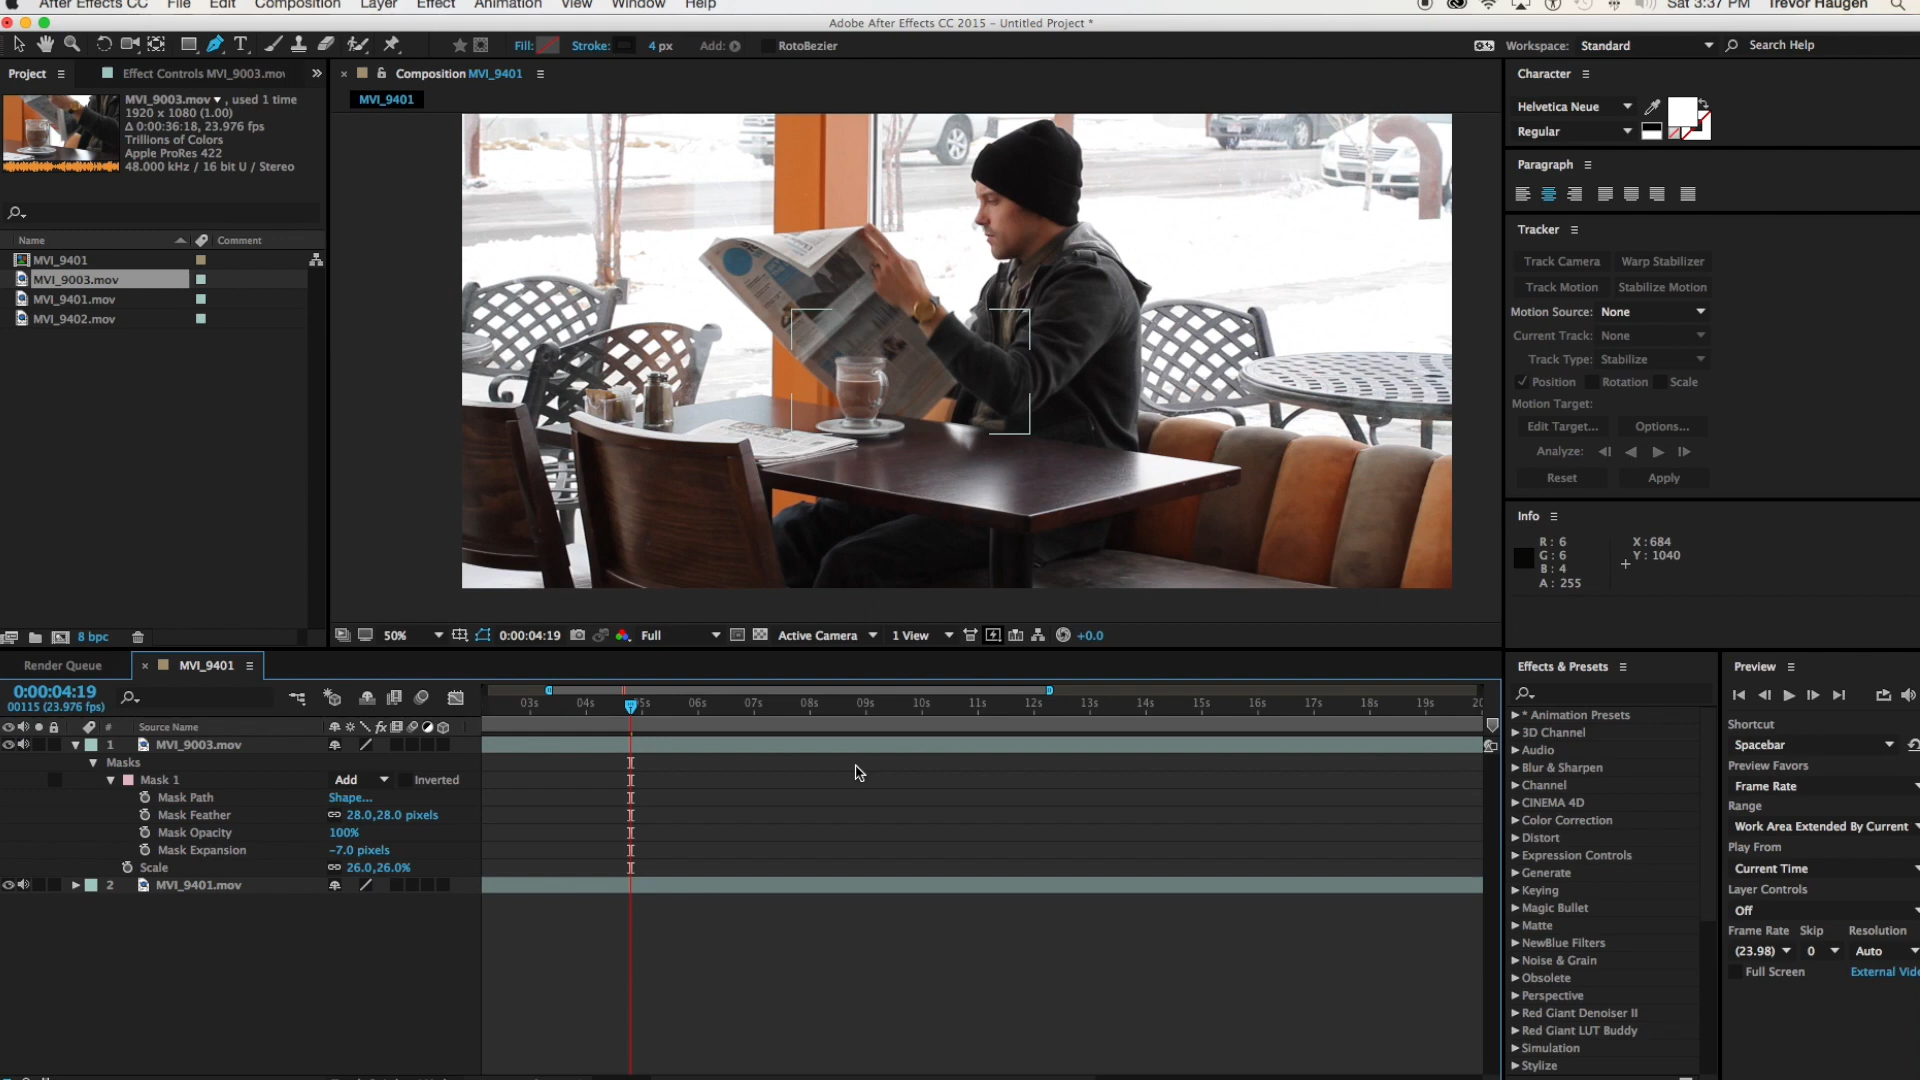 After Effects CC File Edit Composition Layer Effect Animation View Window Help Sat 3:37 PM Trevor Haugen
Adobe After Effects CC 2015 – Untitled Project *
Fill: Stroke: 4 px Add: RotoBezier Workspace: Standard Search Help
Project Effect Controls MVI_9003.mov
MVI_9003.mov , used 1 time
1920 x 1080 (1.00)
Δ 0:00:36:18, 23.976 fps
Trillions of Colors
Apple ProRes 422
48.000 kHz / 16 bit U / Stereo
Name Comment
MVI_9401
MVI_9003.mov
MVI_9401.mov
MVI_9402.mov
8 bpc
Composition MVI_9401
MVI_9401
50% 0:00:04:19 Full Active Camera 1 View +0.0
Character
Helvetica Neue
Regular
Paragraph
Tracker
Track Camera Warp Stabilizer
Track Motion Stabilize Motion
Motion Source: None
Current Track: None
Track Type: Stabilize
Position Rotation Scale
Motion Target:
Edit Target... Options...
Analyze:
Reset Apply
Info
R: 6
G: 6
B: 4
A: 255
X: 684
Y: 1040
Render Queue MVI_9401
0:00:04:19
00115 (23.976 fps)
03s 04s 05s 06s 07s 08s 09s 10s 11s 12s 13s 14s 15s 16s 17s 18s 19s 20
# Source Name
1 MVI_9003.mov
Masks
Mask 1 Add Inverted
Mask Path Shape...
Mask Feather 28.0,28.0 pixels
Mask Opacity 100%
Mask Expansion -7.0 pixels
Scale 26.0,26.0%
2 MVI_9401.mov
Effects & Presets
* Animation Presets
3D Channel
Audio
Blur & Sharpen
Channel
CINEMA 4D
Color Correction
Distort
Expression Controls
Generate
Keying
Magic Bullet
Matte
NewBlue Filters
Noise & Grain
Obsolete
Perspective
Red Giant Denoiser II
Red Giant LUT Buddy
Simulation
Stylize
Preview
Shortcut
Spacebar
Preview Favors
Frame Rate
Range
Work Area Extended By Current
Play From
Current Time
Layer Controls
Off
Frame Rate Skip Resolution
(23.98) 0 Auto
Full Screen External Vide